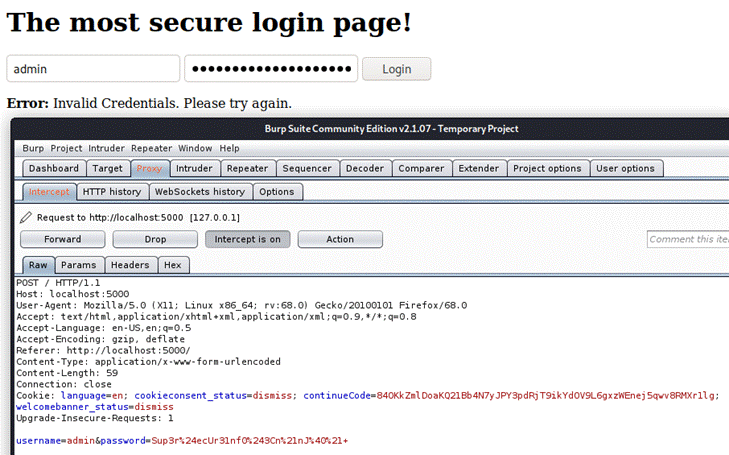 The most secure login page!
admin ●●●●●●●●●●●●●●●●●●● Login
Error: Invalid Credentials. Please try again.
Burp Suite Community Edition v2.1.07 - Temporary Project
Burp Project Intruder Repeater Window Help
Dashboard Target Proxy Intruder Repeater Sequencer Decoder Comparer Extender Project options User options
Intercept HTTP history WebSockets history Options
Request to http://localhost:5000 [127.0.0.1]
Forward Drop Intercept is on Action Comment this ite
Raw Params Headers Hex
POST / HTTP/1.1
Host: localhost:5000
User-Agent: Mozilla/5.0 (X11; Linux x86_64; rv:68.0) Gecko/20100101 Firefox/68.0
Accept: text/html,application/xhtml+xml,application/xml;q=0.9,*/*;q=0.8
Accept-Language: en-US,en;q=0.5
Accept-Encoding: gzip, deflate
Referer: http://localhost:5000/
Content-Type: application/x-www-form-urlencoded
Content-Length: 59
Connection: close
Cookie: language=en; cookieconsent_status=dismiss; continueCode=84OKkZmlDoaKQ21Bb4N7yJPY3pdRjT9ikYdOV9L6gxzWEnej5qwv8RMXr1lg;
welcomebanner_status=dismiss
Upgrade-Insecure-Requests: 1
username=admin&password=Sup3r%24ecUr31nf0%243Cn%21nJ%40%21+